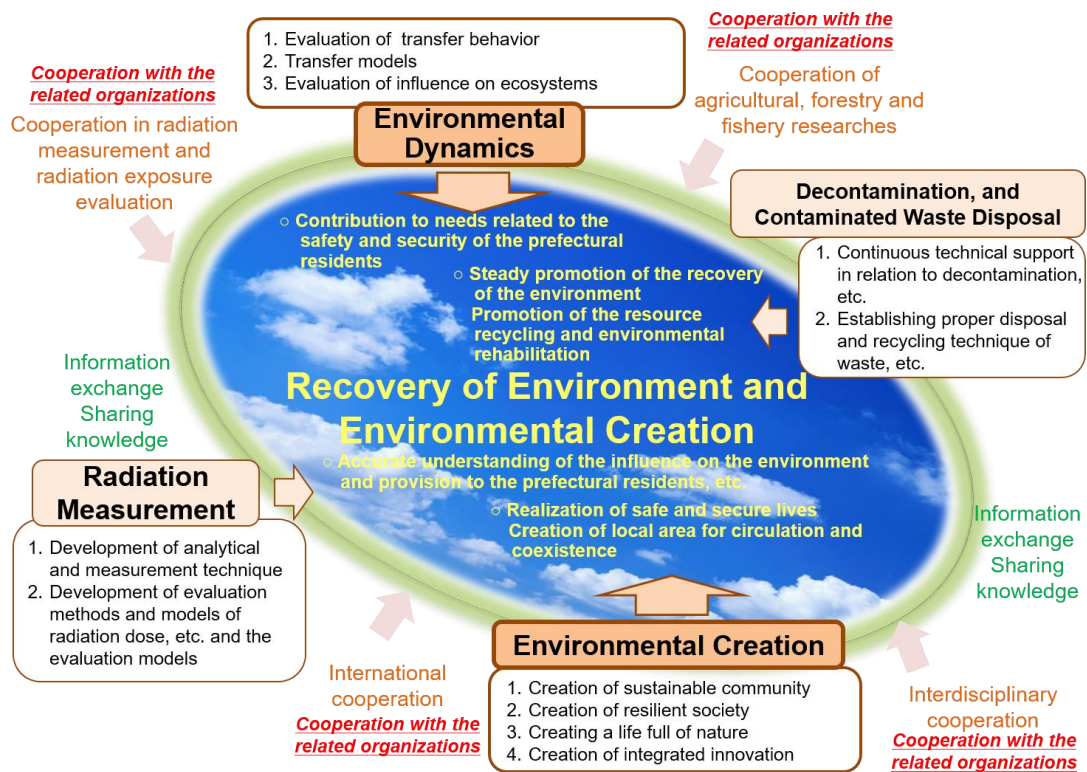 1. Evaluation of transfer behavior
2. Transfer models
3. Evaluation of influence on ecosystems
Environmental
Dynamics
Cooperation with the
related organizations
Cooperation in radiation
measurement and
radiation exposure
evaluation
Cooperation with the
related organizations
Cooperation of
agricultural, forestry and
fishery researches
Decontamination, and
Contaminated Waste Disposal
1. Continuous technical support
in relation to decontamination,
etc.
2. Establishing proper disposal
and recycling technique of
waste, etc.
○ Contribution to needs related to the
safety and security of the prefectural
residents
○ Steady promotion of the recovery
of the environment
Promotion of the resource
recycling and environmental
rehabilitation
Recovery of Environment and
Environmental Creation
○ Accurate understanding of the influence on the environment
and provision to the prefectural residents, etc.
○ Realization of safe and secure lives
Creation of local area for circulation and
coexistence
Information
exchange
Sharing
knowledge
Radiation
Measurement
1. Development of analytical
and measurement technique
2. Development of evaluation
methods and models of
radiation dose, etc. and the
evaluation models
Information
exchange
Sharing
knowledge
International
cooperation
Cooperation with the
related organizations
Environmental Creation
1. Creation of sustainable community
2. Creation of resilient society
3. Creating a life full of nature
4. Creation of integrated innovation
Interdisciplinary
cooperation
Cooperation with the
related organizations